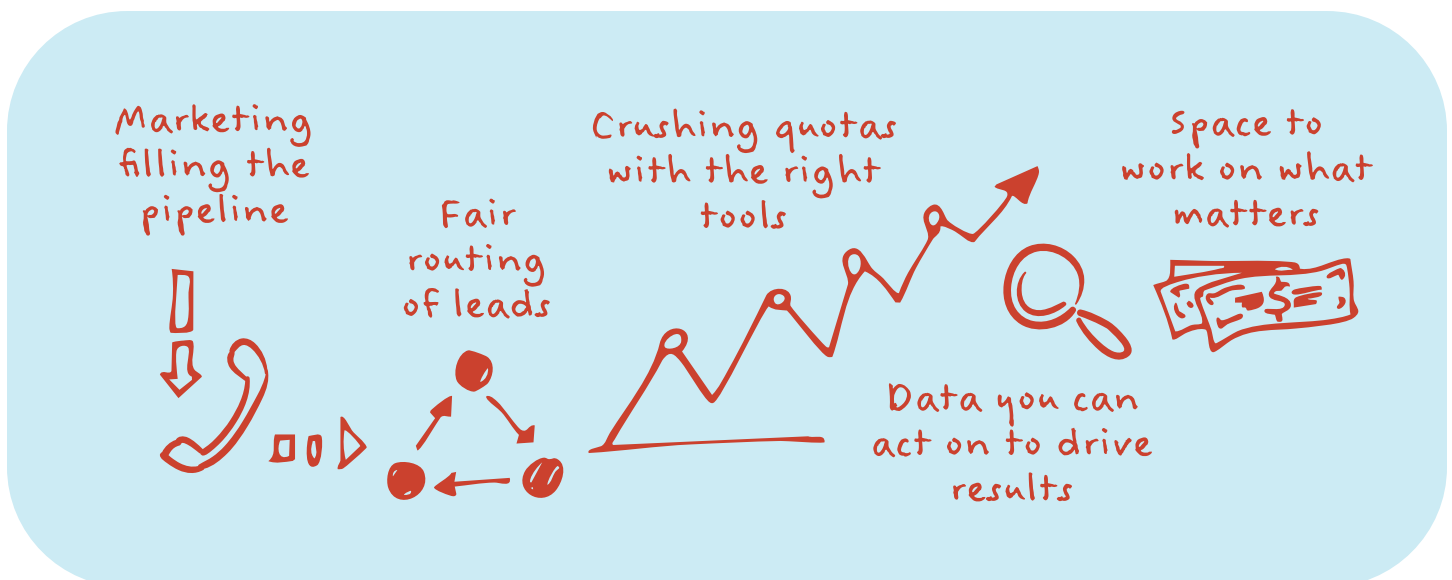 Marketing
filling the
pipeline
Fair
routing
of leads
Crushing quotas
with the right
tools
Data you can
act on to drive
results
Space to
work on what
matters
$